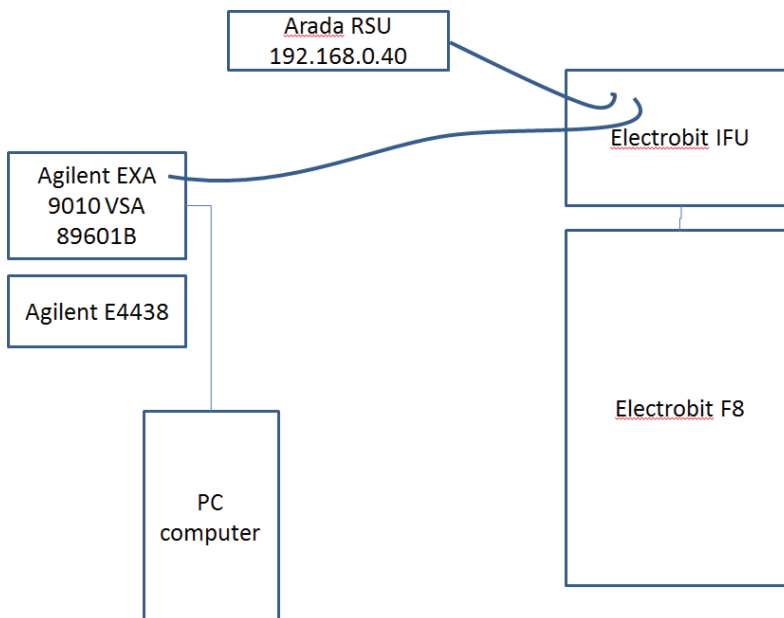 Arada RSU
192.168.0.40
Electrobit IFU
Agilent EXA
9010 VSA
89601B
Agilent E4438
Electrobit F8
PC
computer